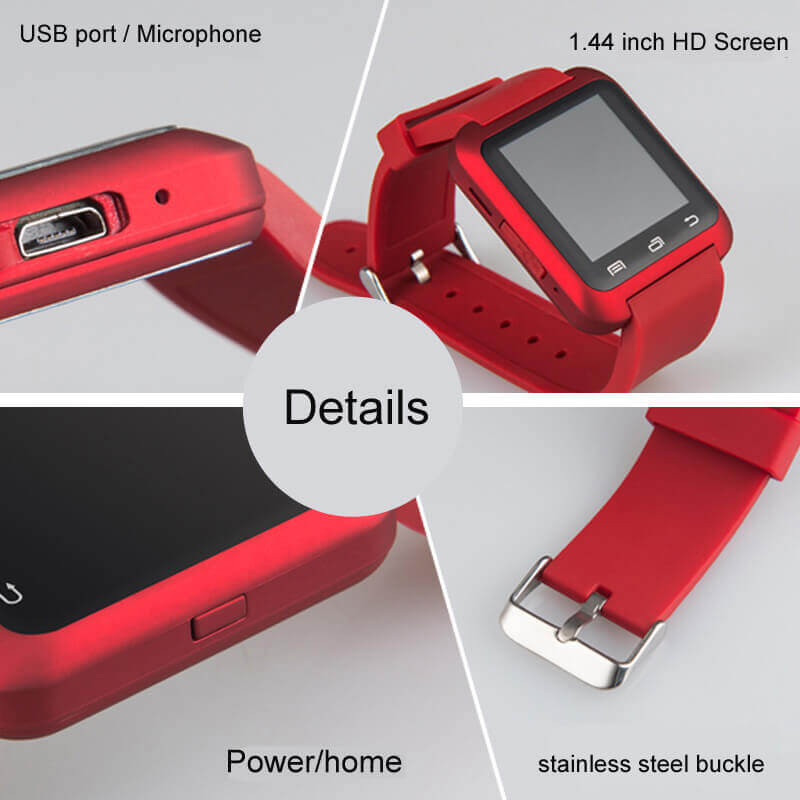 USB port / Microphone
1.44 inch HD Screen
Details
Power/home
stainless steel buckle